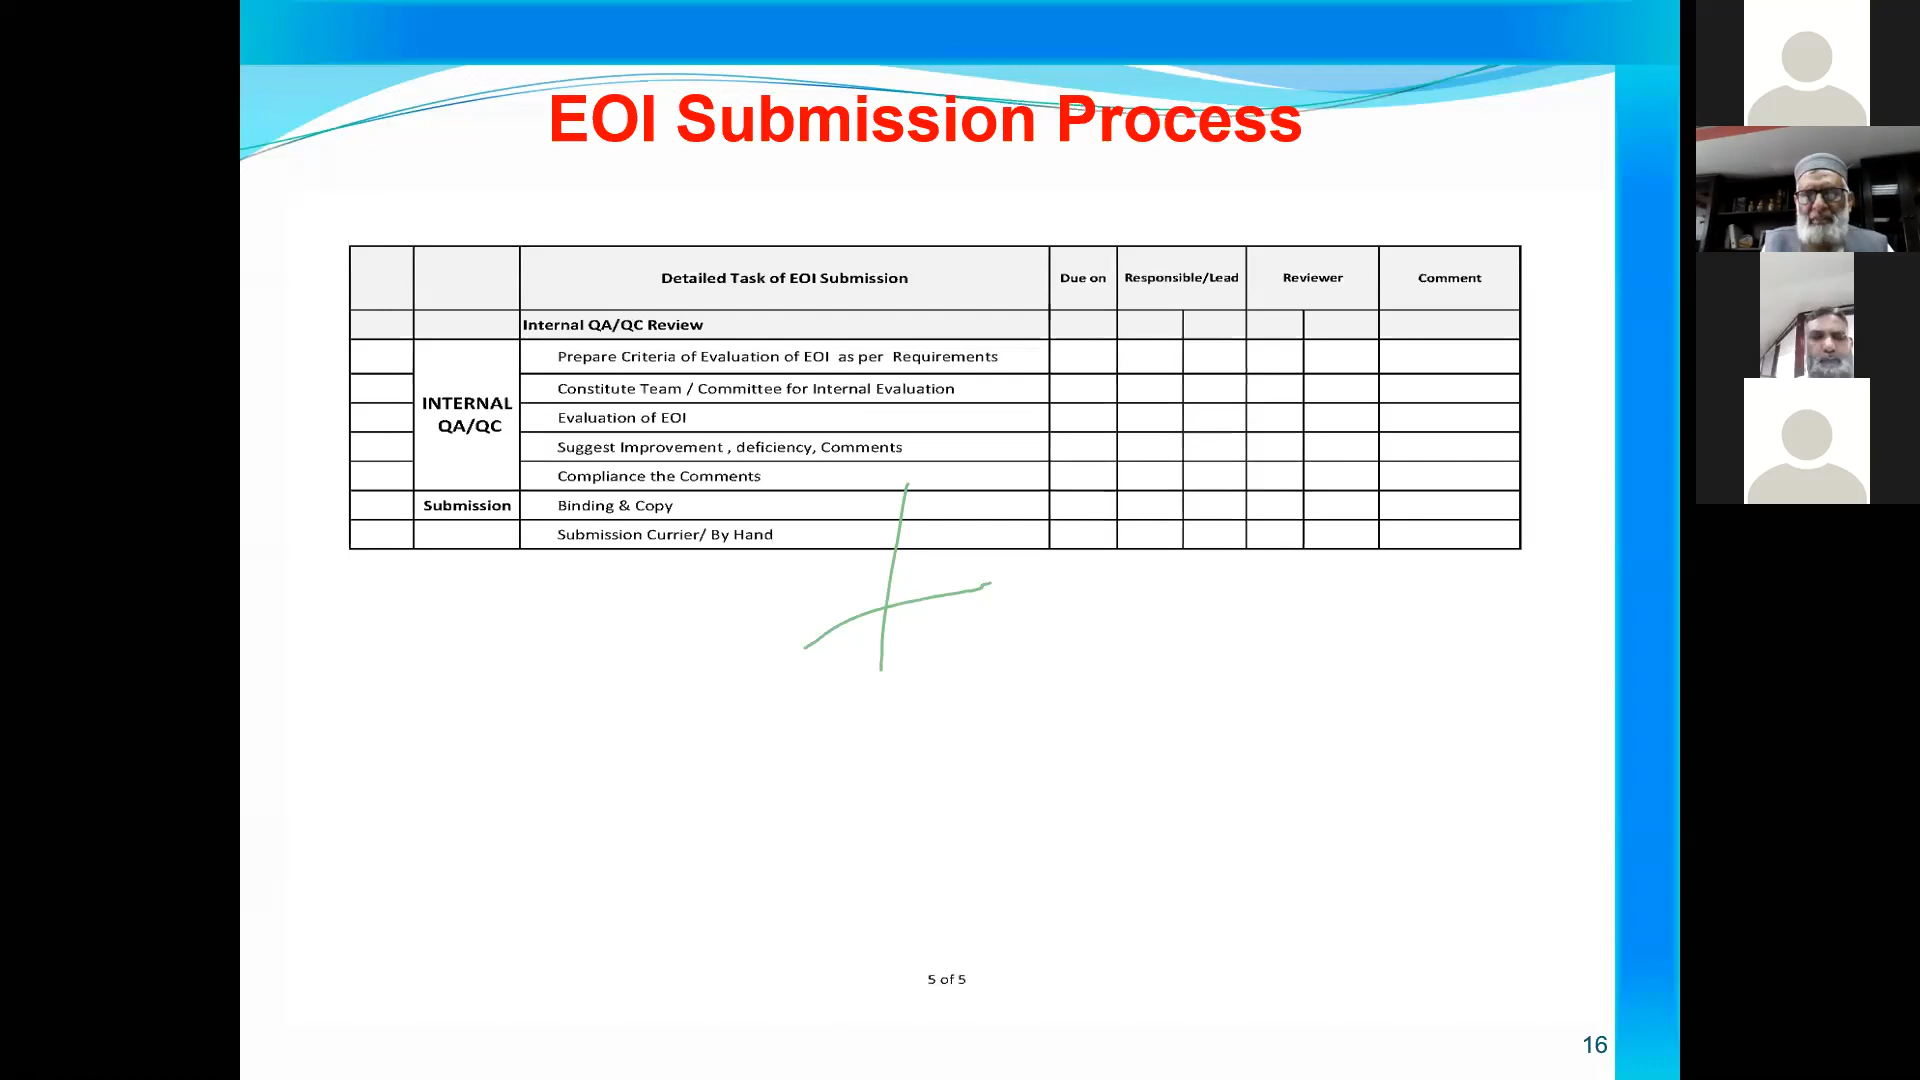 EOI Submission Process
Detailed Task of EOI Submission Due on Responsible/Lead Reviewer Comment
Internal QA/QC Review
INTERNAL QA/QC
Prepare Criteria of Evaluation of EOI as per Requirements
Constitute Team / Committee for Internal Evaluation
Evaluation of EOI
Suggest Improvement , deficiency, Comments
Compliance the Comments
Submission Binding & Copy
Submission Currier/ By Hand
5 of 5
16